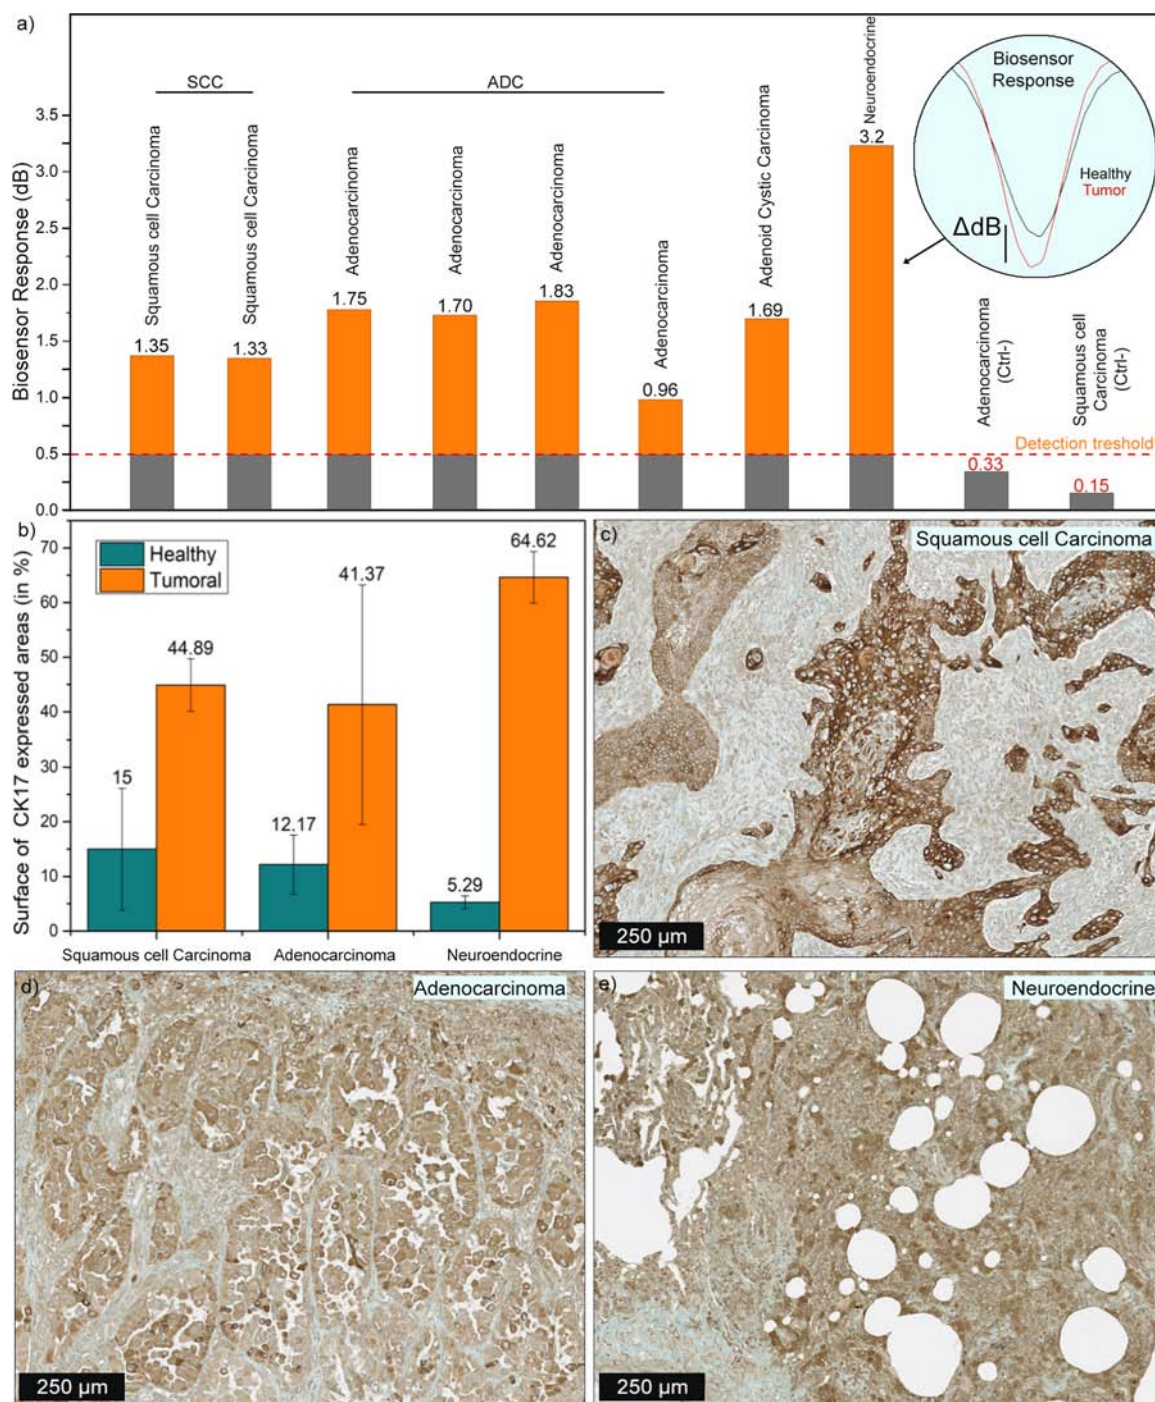 a)
SCC
ADC
Biosensor Response (dB)
3.5
3.0
2.5
2.0
1.5
1.0
0.5
0.0
Squamous cell Carcinoma
1.35
Squamous cell Carcinoma
1.33
Adenocarcinoma
1.75
Adenocarcinoma
1.70
Adenocarcinoma
1.83
Adenocarcinoma
0.96
Adenoid Cystic Carcinoma
1.69
Neuroendocrine
3.2
Biosensor
Response
Healthy
Tumor
ΔdB
Adenocarcinoma
(Ctrl-)
0.33
Squamous cell
Carcinoma
(Ctrl-)
0.15
Detection treshold
b)
Surface of CK17 expressed areas (in %)
70
60
50
40
30
20
10
0
Healthy
Tumoral
15
44.89
12.17
41.37
5.29
64.62
Squamous cell Carcinoma
Adenocarcinoma
Neuroendocrine
c)
Squamous cell Carcinoma
250 µm
d)
Adenocarcinoma
250 µm
e)
Neuroendocrine
250 µm